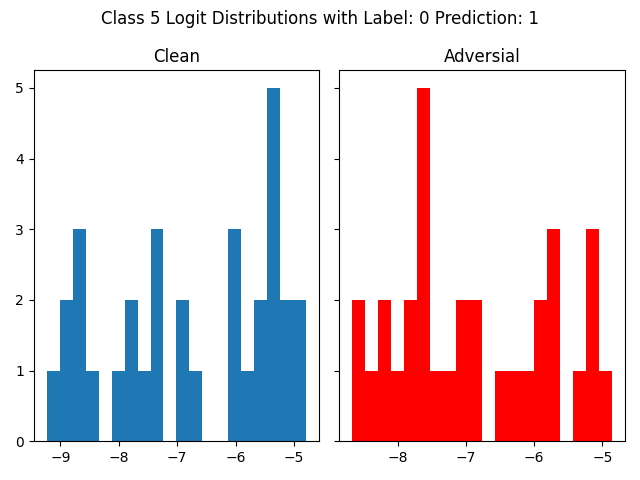 Class 5 Logit Distributions with Label: 0 Prediction: 1
Clean
Adversial
5
4
3
2
1
0
−9 −8 −7 −6 −5
−8 −7 −6 −5